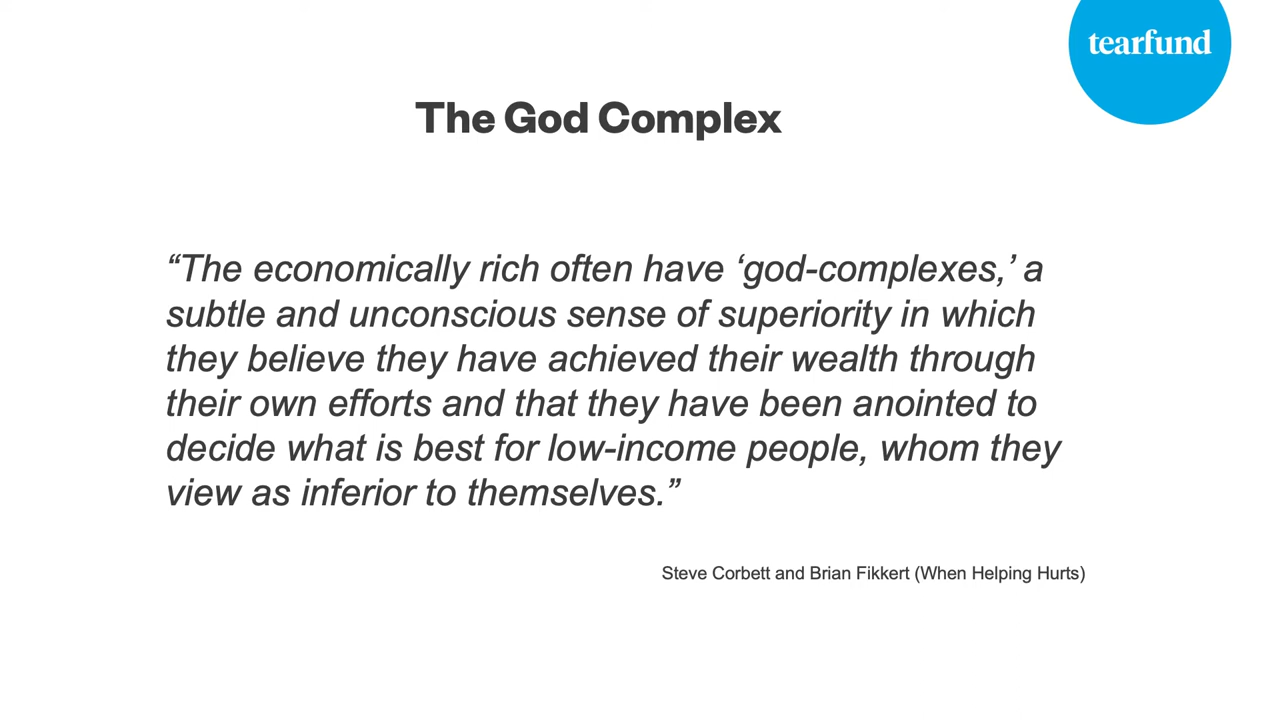 tearfund
The God Complex
“The economically rich often have ‘god-complexes,’ a
subtle and unconscious sense of superiority in which
they believe they have achieved their wealth through
their own efforts and that they have been anointed to
decide what is best for low-income people, whom they
view as inferior to themselves.”
Steve Corbett and Brian Fikkert (When Helping Hurts)